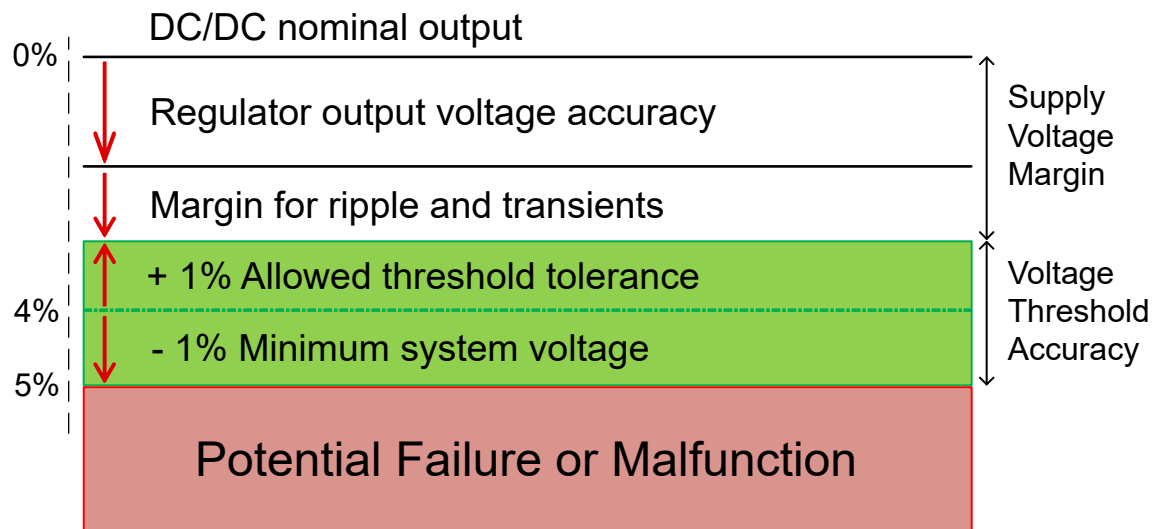 DC/DC nominal output
0%
Regulator output voltage accuracy
Supply
Voltage
Margin
Margin for ripple and transients
+ 1% Allowed threshold tolerance
4%
- 1% Minimum system voltage
Voltage
Threshold
Accuracy
5%
Potential Failure or Malfunction